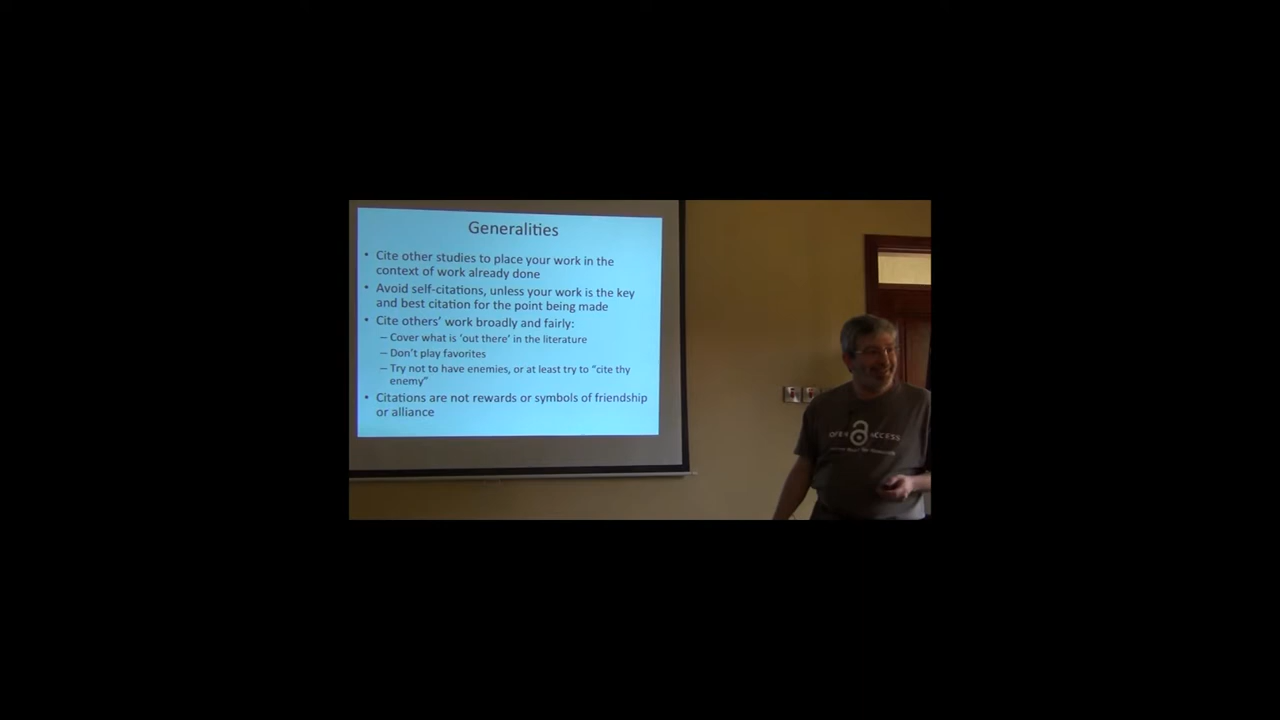 Generalities
• Cite other studies to place your work in the
context of work already done
• Avoid self-citations, unless your work is the key
and best citation for the point being made
• Cite others' work broadly and fairly:
– Cover what is 'out there' in the literature
– Don't play favorites
– Try not to have enemies, or at least try to "cite thy
enemy"
• Citations are not rewards or symbols of friendship
or alliance
OPEN ACCESS